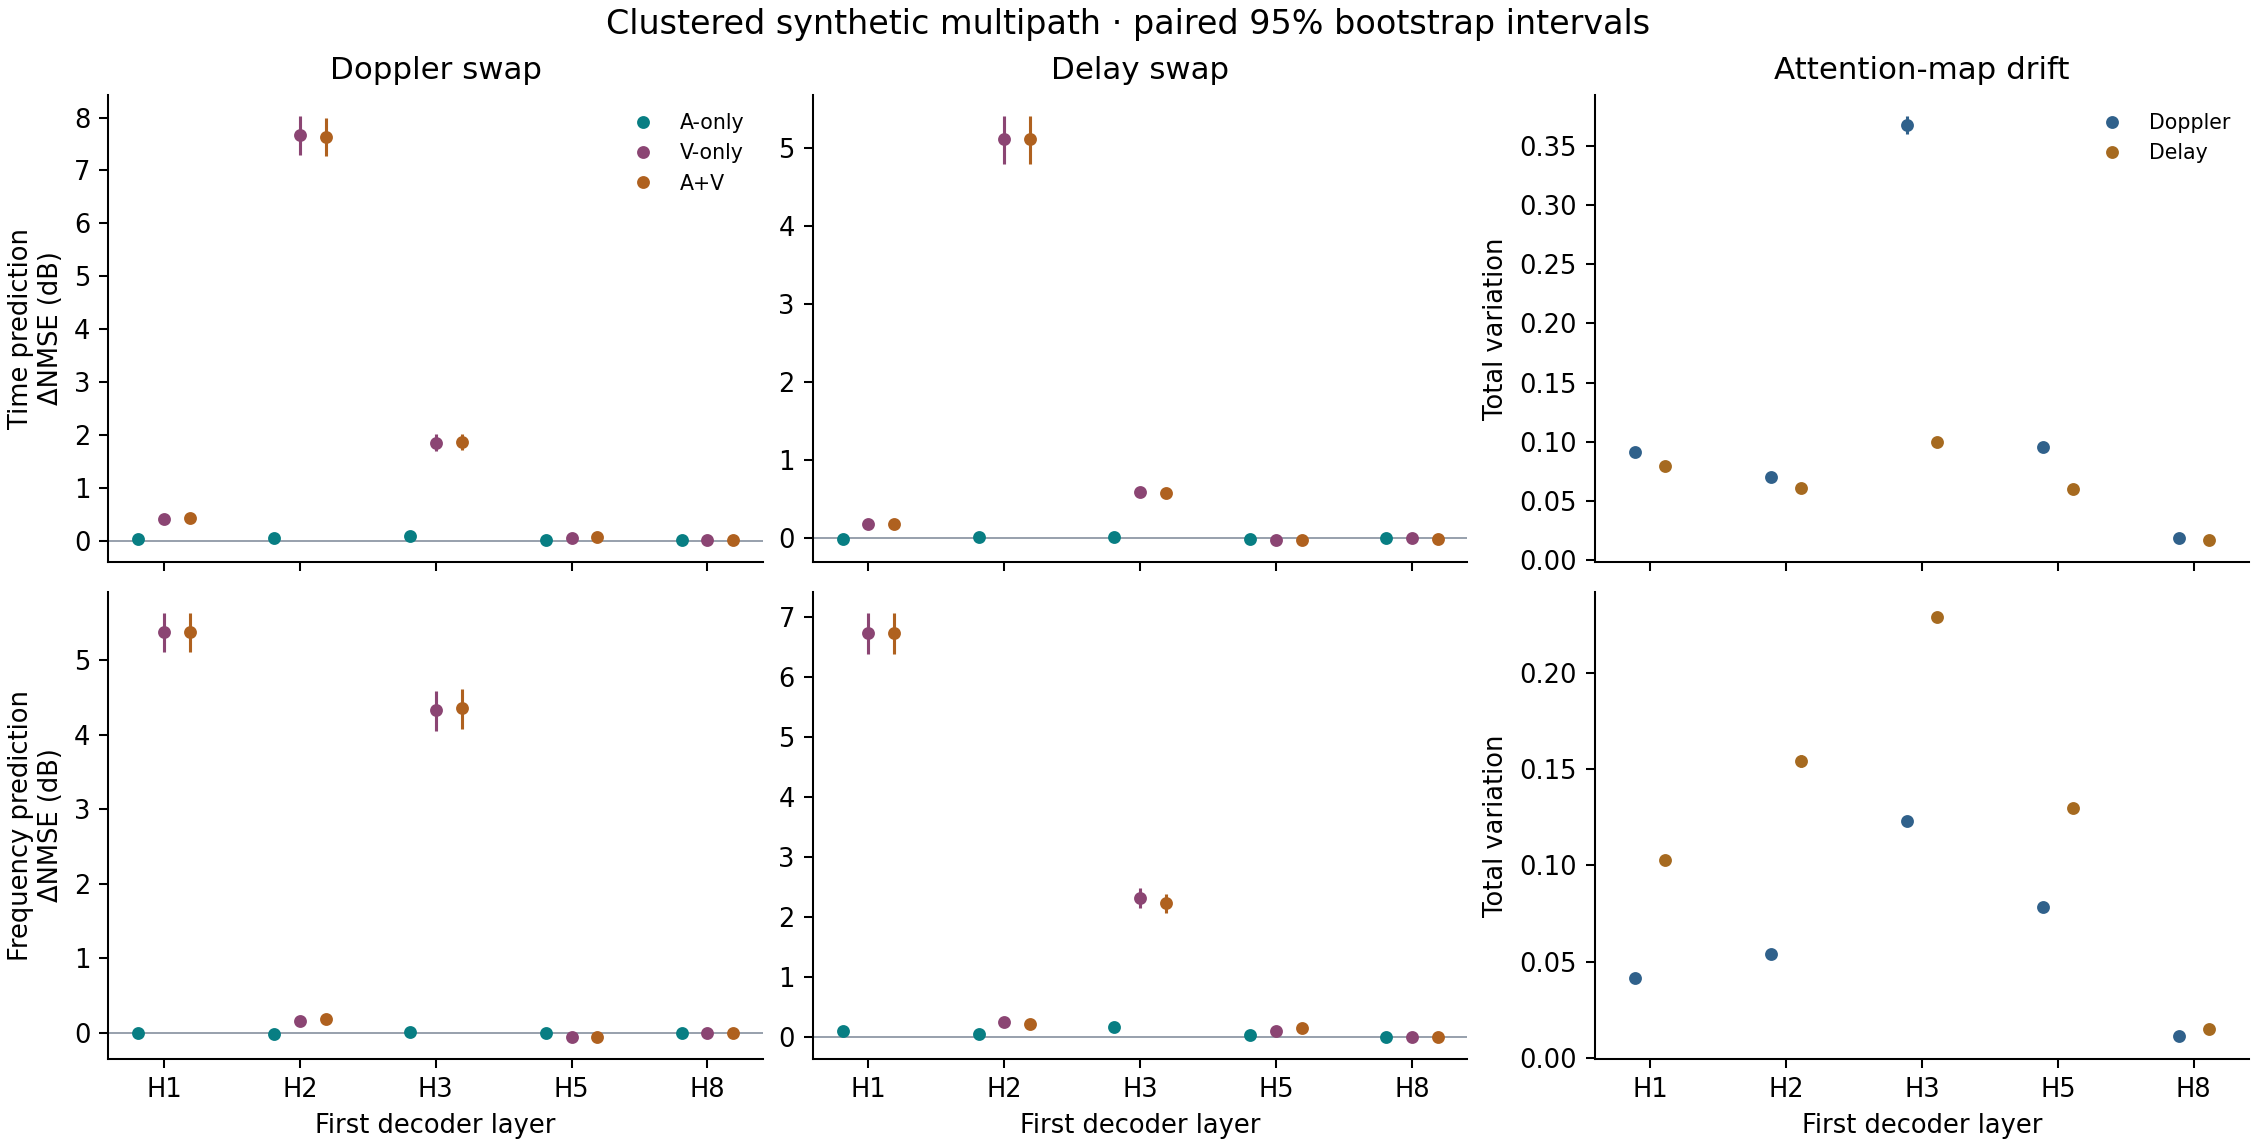 Clustered synthetic multipath · paired 95% bootstrap intervals
Doppler swap
Delay swap
Attention-map drift
Time prediction
ΔNMSE (dB)
8
7
6
5
4
3
2
1
0
A-only
V-only
A+V
5
4
3
2
1
0
Total variation
0.35
0.30
0.25
0.20
0.15
0.10
0.05
0.00
Doppler
Delay
Frequency prediction
ΔNMSE (dB)
5
4
3
2
1
0
H1 H2 H3 H5 H8
First decoder layer
7
6
5
4
3
2
1
0
H1 H2 H3 H5 H8
First decoder layer
Total variation
0.20
0.15
0.10
0.05
0.00
H1 H2 H3 H5 H8
First decoder layer